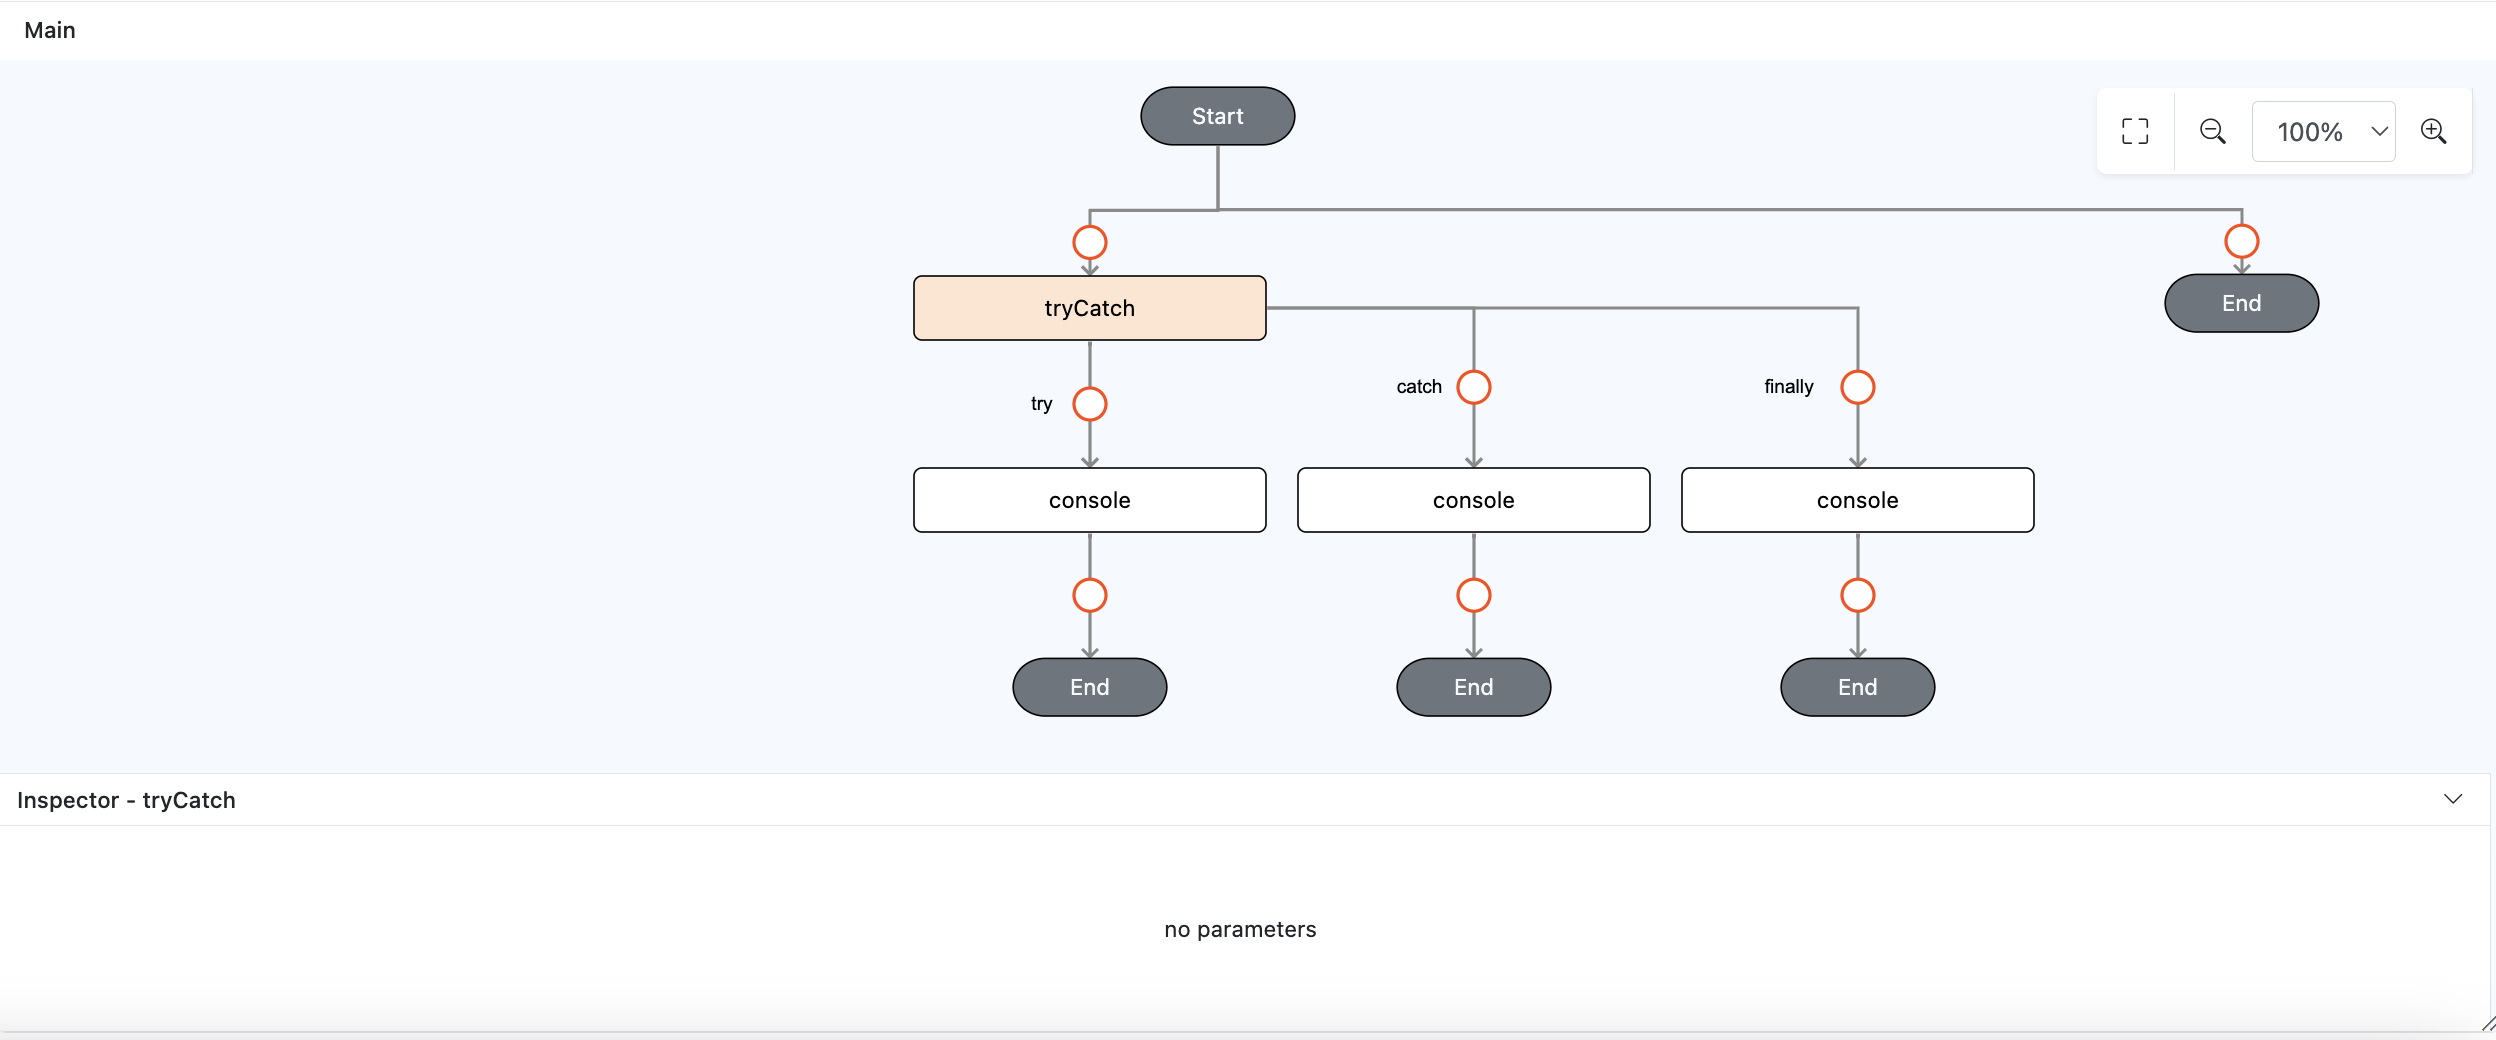 Main
Start
100%
tryCatch
End
try
catch
finally
console
console
console
End
End
End
Inspector - tryCatch
no parameters